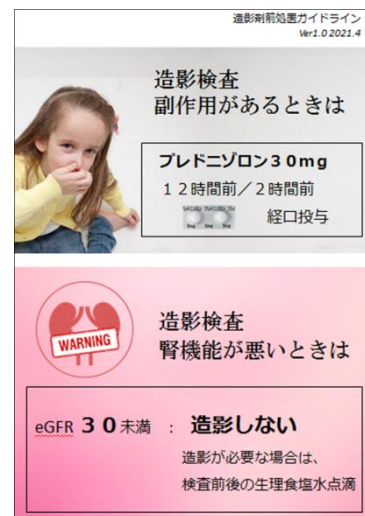 造影剤前処置ガイドライン
Ver1.0 2021.4
造影検査
副作用があるときは
プレドニゾロン３０mg
１２時間前／２時間前
経口投与
WARNING
造影検査
腎機能が悪いときは
eGFR ３０未満 ： 造影しない
造影が必要な場合は、
検査前後の生理食塩水点滴